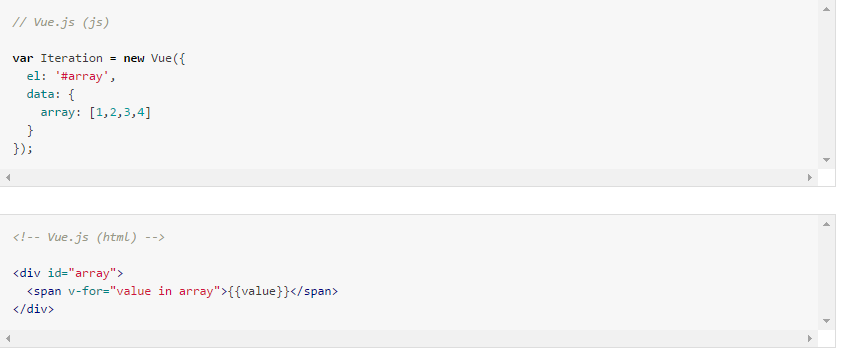 // Vue.js (js)
var Iteration = new Vue({
  el: '#array',
  data: {
    array: [1,2,3,4]
  }
});
<!-- Vue.js (html) -->
<div id="array">
  <span v-for="value in array">{{value}}</span>
</div>